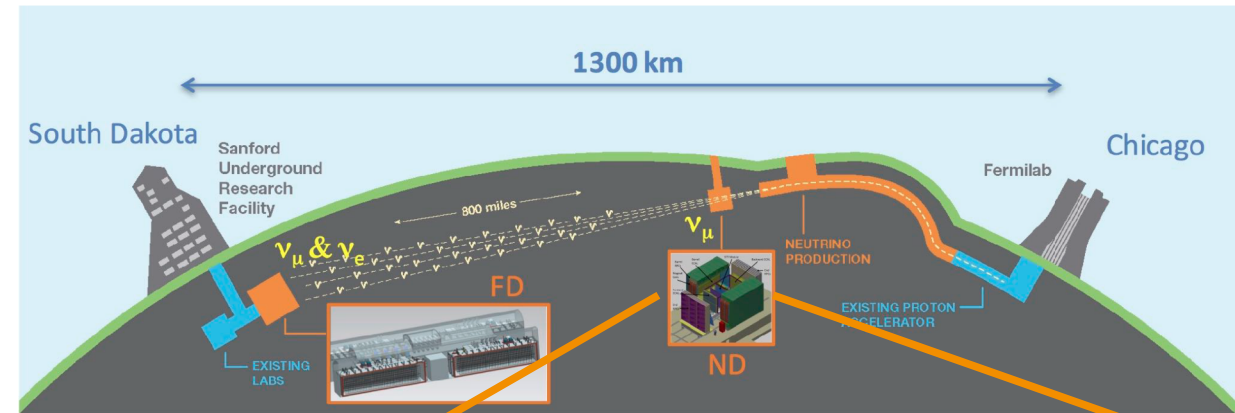 1300 km
South Dakota
Chicago
Sanford
Underground
Research
Facility
Fermilab
800 miles
νμ & νe
νμ
NEUTRINO
PRODUCTION
FD
EXISTING PROTON
ACCELERATOR
ND
EXISTING
LABS